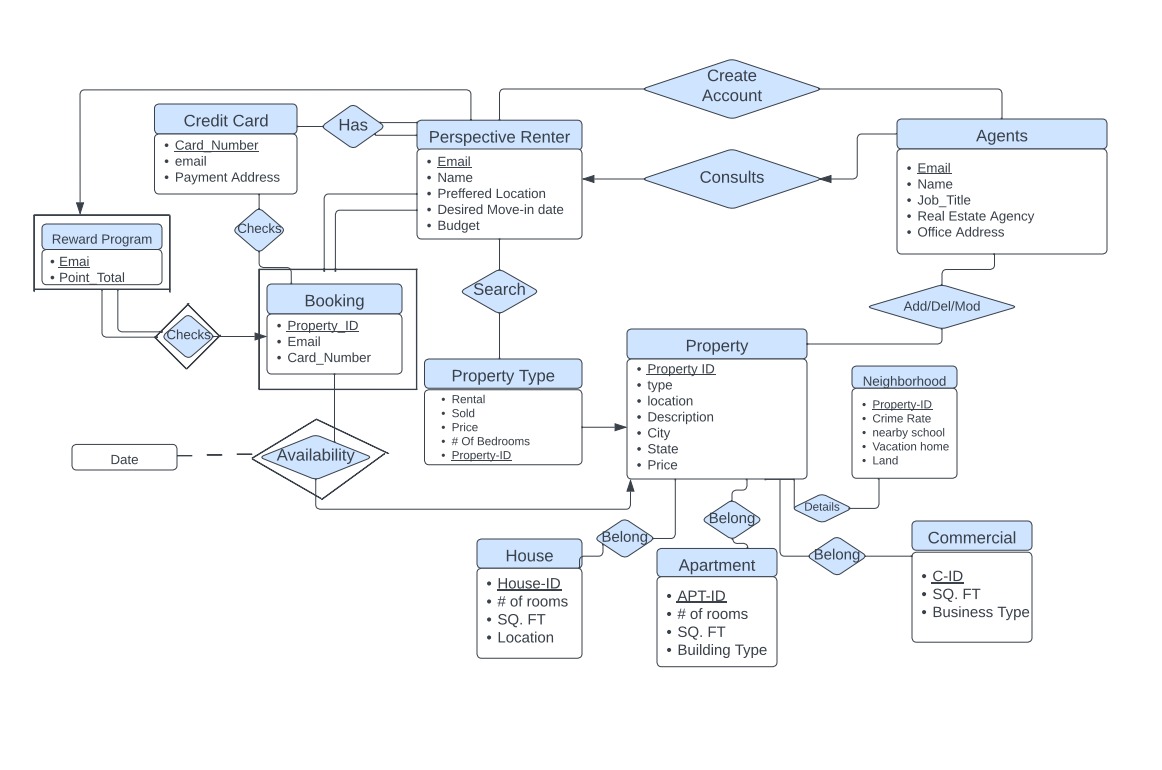 Create
Account
Credit Card
• Card_Number
• email
• Payment Address
Has
Perspective Renter
• Email
• Name
• Preffered Location
• Desired Move-in date
• Budget
Consults
Agents
• Email
• Name
• Job_Title
• Real Estate Agency
• Office Address
Checks
Reward Program
• Emai
• Point_Total
Checks
Booking
• Property_ID
• Email
• Card_Number
Search
Add/Del/Mod
Property Type
• Rental
• Sold
• Price
• # Of Bedrooms
• Property-ID
Property
• Property ID
• type
• location
• Description
• City
• State
• Price
Neighborhood
• Property-ID
• Crime Rate
• nearby school
• Vacation home
• Land
Date
Availability
Details
Belong
Belong
Belong
House
• House-ID
• # of rooms
• SQ. FT
• Location
Apartment
• APT-ID
• # of rooms
• SQ. FT
• Building Type
Commercial
• C-ID
• SQ. FT
• Business Type